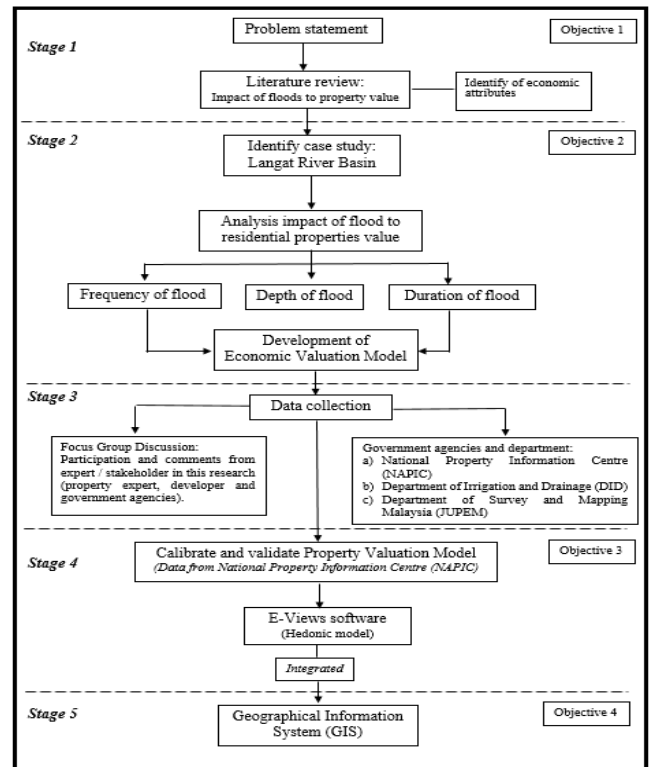 Stage 1
Problem statement
Objective 1
Literature review:
Impact of floods to property value
Identify of economic
attributes
Stage 2
Objective 2
Identify case study:
Langat River Basin
Analysis impact of flood to
residential properties value
Frequency of flood
Depth of flood
Duration of flood
Development of
Economic Valuation Model
Stage 3
Data collection
Focus Group Discussion:
Participation and comments from
expert / stakeholder in this research
(property expert, developer and
government agencies).
Government agencies and department:
a) National Property Information Centre
(NAPIC)
b) Department of Irrigation and Drainage (DID)
c) Department of Survey and Mapping
Malaysia (JUPEM)
Stage 4
Calibrate and validate Property Valuation Model
(Data from National Property Information Centre (NAPIC)
Objective 3
E-Views software
(Hedonic model)
Integrated
Stage 5
Geographical Information
System (GIS)
Objective 4